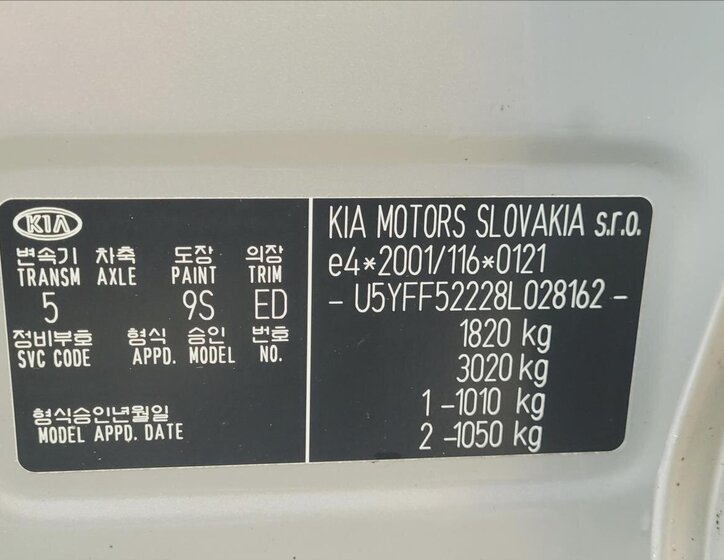 KIA
변속기 차축 도장 의장
TRANSM AXLE PAINT TRIM
5 9S ED
정비부호 형식 승인 번호
SVC CODE APPD. MODEL NO.
형식승인년월일
MODEL APPD. DATE
KIA MOTORS SLOVAKIA s.r.o.
e4*2001/116*0121
- U5YFF52228L028162 -
1820 kg
3020 kg
1 -1010 kg
2 -1050 kg